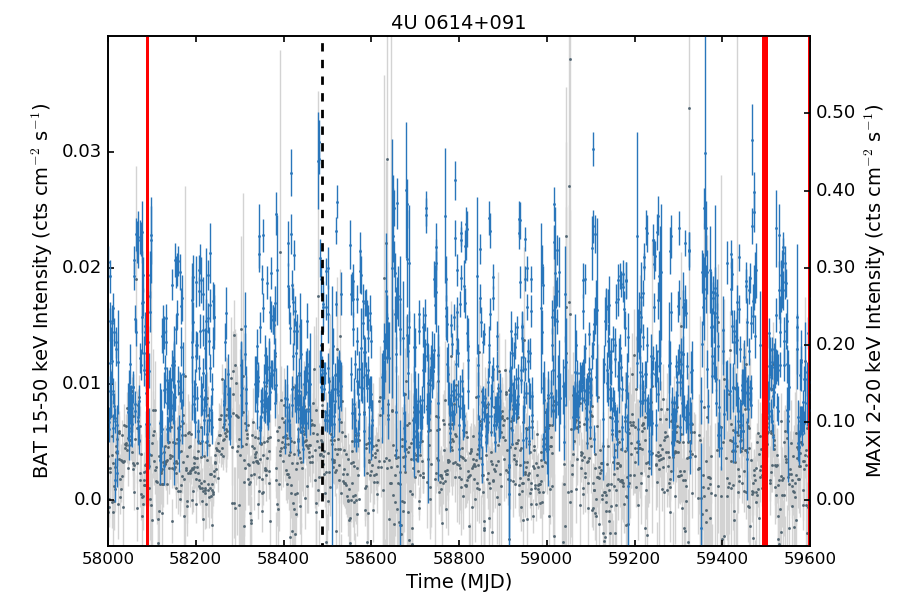 4U 0614+091
BAT 15-50 keV Intensity (cts cm⁻² s⁻¹)
0.03
0.02
0.01
0.0
0.50
0.40
0.30
0.20
0.10
0.00
MAXI 2-20 keV Intensity (cts cm⁻² s⁻¹)
58000 58200 58400 58600 58800 59000 59200 59400 59600
Time (MJD)